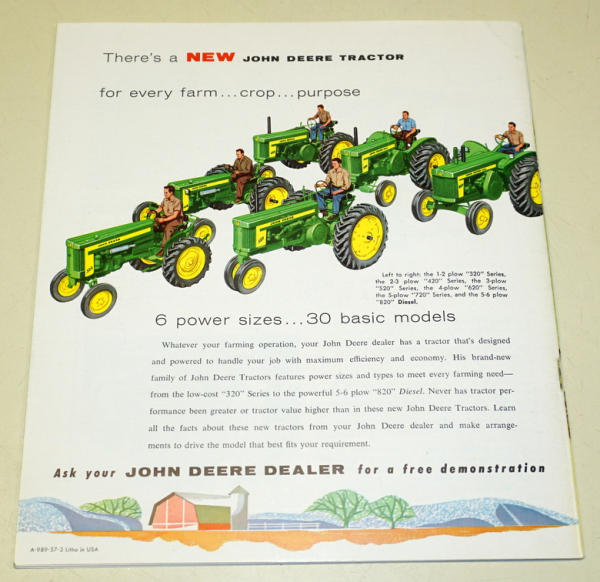 There's a NEW JOHN DEERE TRACTOR
for every farm...crop...purpose
Left to right: the 1-2 plow "320" Series,
the 2-3 plow "420" Series, the 3-plow
"520" Series, the 4-plow "620" Series,
the 5-plow "720" Series, and the 5-6 plow
"820" Diesel.
6 power sizes...30 basic models
Whatever your farming operation, your John Deere dealer has a tractor that's designed
and powered to handle your job with maximum efficiency and economy. His brand-new
family of John Deere Tractors features power sizes and types to meet every farming need—
from the low-cost "320" Series to the powerful 5-6 plow "820" Diesel. Never has tractor per-
formance been greater or tractor value higher than in these new John Deere Tractors. Learn
all the facts about these new tractors from your John Deere dealer and make arrange-
ments to drive the model that best fits your requirement.
Ask your JOHN DEERE DEALER for a free demonstration
A-989-57-3 Litho in USA